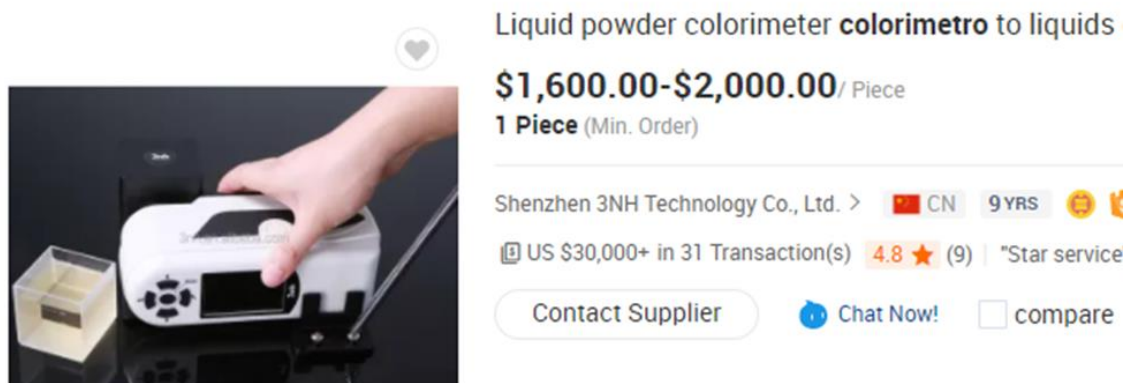 Liquid powder colorimeter colorimetro to liquids
$1,600.00-$2,000.00/ Piece
1 Piece (Min. Order)
Shenzhen 3NH Technology Co., Ltd. > CN 9 YRS
US $30,000+ in 31 Transaction(s) 4.8 (9) "Star service
Contact Supplier Chat Now! compare